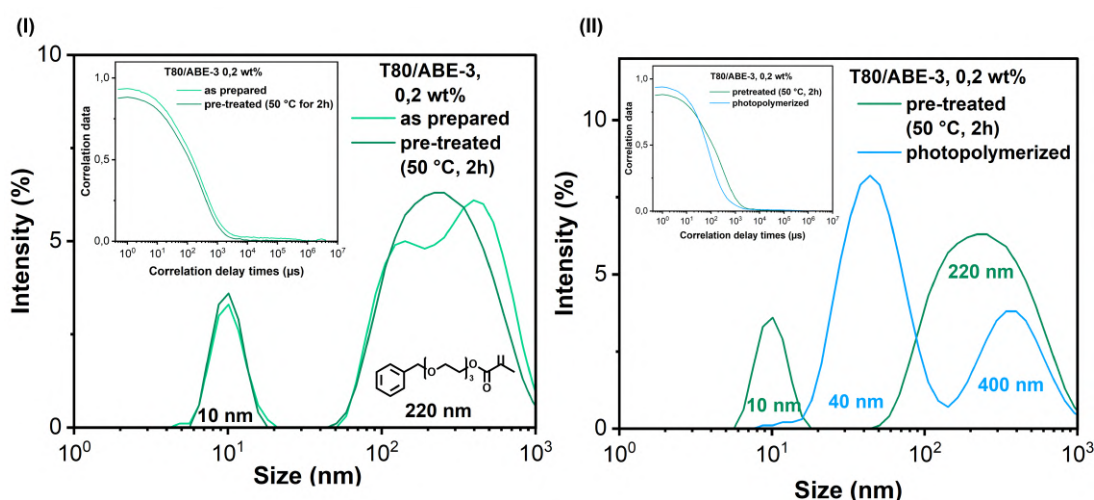 (I)
10
5
0
Intensity (%)
T80/ABE-3,
0,2 wt%
as prepared
pre-treated
(50 °C, 2h)
T80/ABE-3 0,2 wt%
as prepared
pre-treated (50 °C for 2h)
1,0
0,5
0,0
Correlation data
10⁰ 10¹ 10² 10³ 10⁴ 10⁵ 10⁶ 10⁷
Correlation delay times (µs)
O
3
O
O
10 nm
220 nm
10⁰ 10¹ 10² 10³
Size (nm)
(II)
10
5
0
Intensity (%)
T80/ABE-3, 0,2 wt%
pre-treated
(50 °C, 2h)
photopolymerized
T80/ABE-3, 0,2 wt%
pretreated (50 °C, 2h)
photopolymerized
1,0
0,5
0,0
Correlation data
10⁰ 10¹ 10² 10³ 10⁴ 10⁵ 10⁶ 10⁷
Correlation delay times (µs)
220 nm
10 nm
40 nm
400 nm
10⁰ 10¹ 10² 10³
Size (nm)